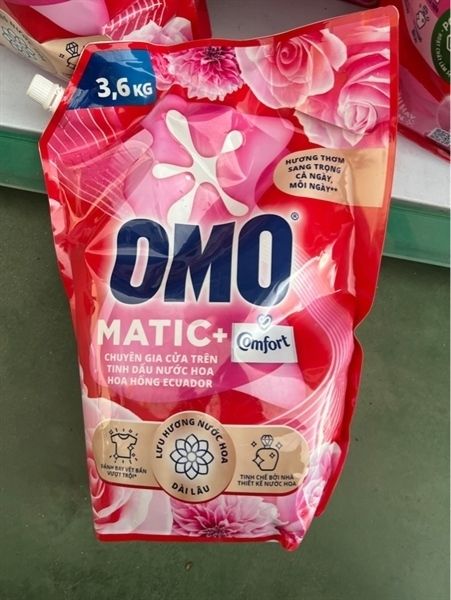 3,6 KG
HƯƠNG THƠM
SANG TRỌNG
CẢ NGÀY,
MỖI NGÀY**
OMO®
MATIC+
Comfort
CHUYÊN GIA CỬA TRÊN
TINH DẦU NƯỚC HOA
HOA HỒNG ECUADOR
LƯU HƯƠNG NƯỚC HOA
DÀI LÂU
ĐÁNH BAY VẾT BẨN
VƯỢT TRỘI*
TINH CHẾ BỞI NHÀ
THIẾT KẾ NƯỚC HOA